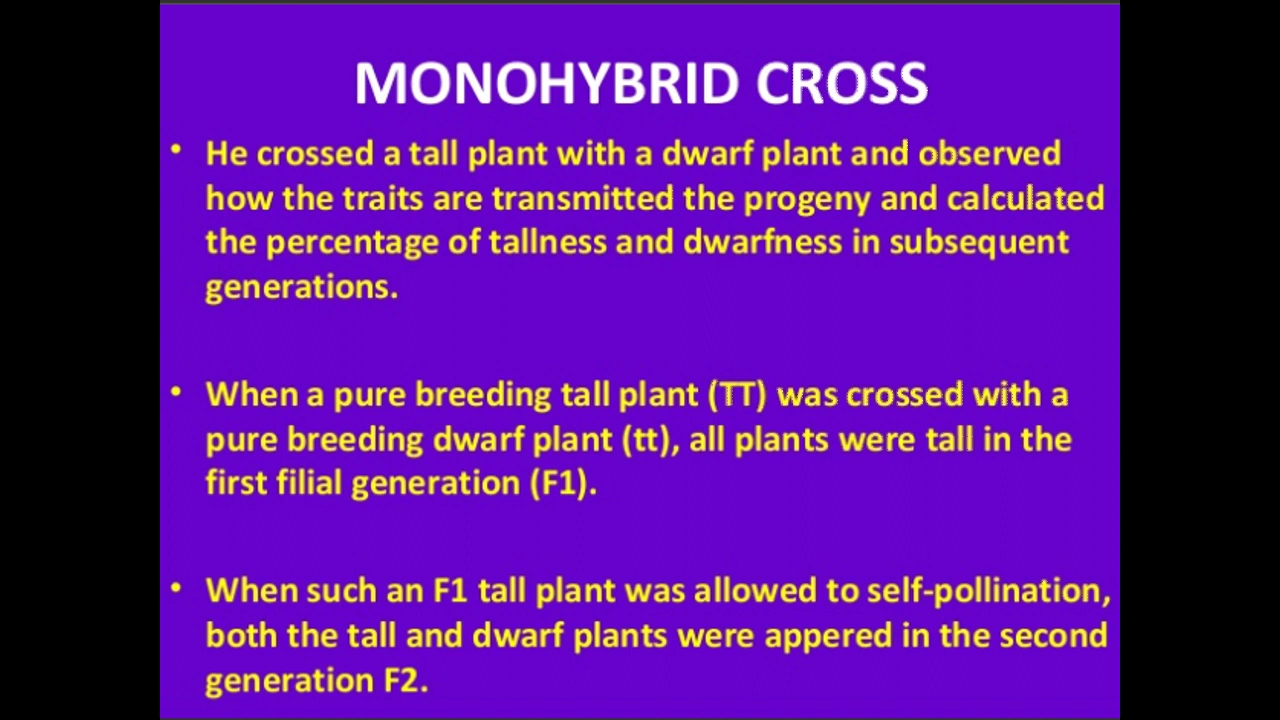 MONOHYBRID CROSS
• He crossed a tall plant with a dwarf plant and observed
how the traits are transmitted the progeny and calculated
the percentage of tallness and dwarfness in subsequent
generations.
• When a pure breeding tall plant (TT) was crossed with a
pure breeding dwarf plant (tt), all plants were tall in the
first filial generation (F1).
• When such an F1 tall plant was allowed to self-pollination,
both the tall and dwarf plants were appered in the second
generation F2.